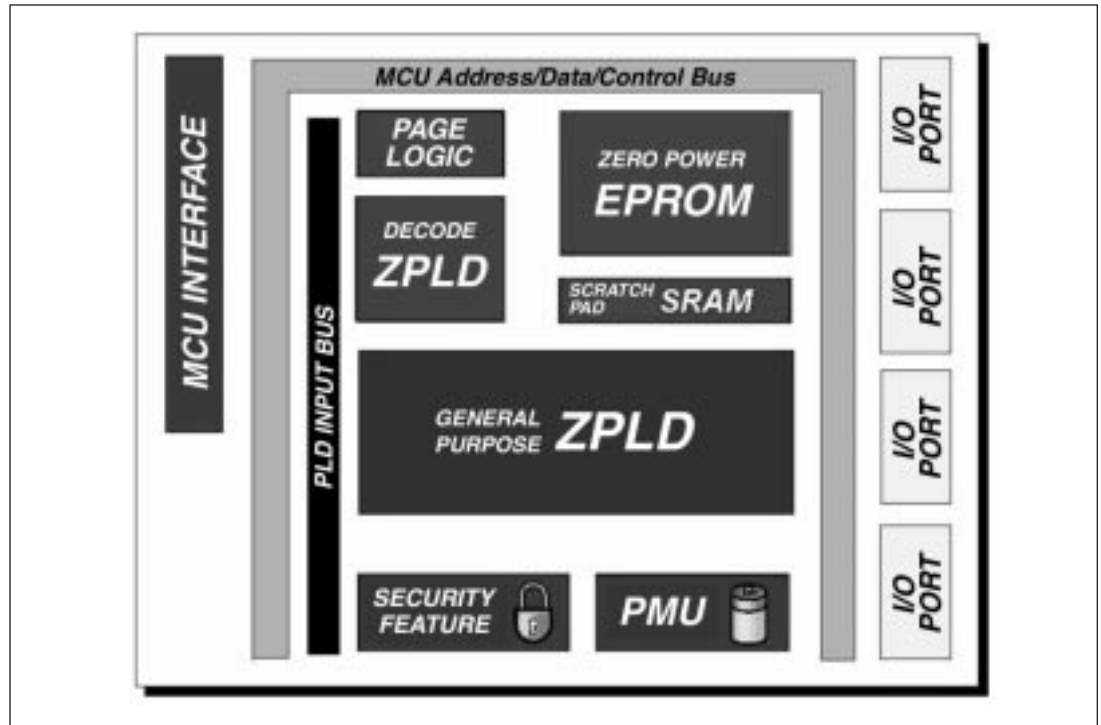 MCU INTERFACE
MCU Address/Data/Control Bus
PLD INPUT BUS
PAGE
LOGIC
DECODE
ZPLD
ZERO POWER
EPROM
SCRATCH
PAD
SRAM
GENERAL
PURPOSE
ZPLD
SECURITY
FEATURE
PMU
I/O
PORT
I/O
PORT
I/O
PORT
I/O
PORT